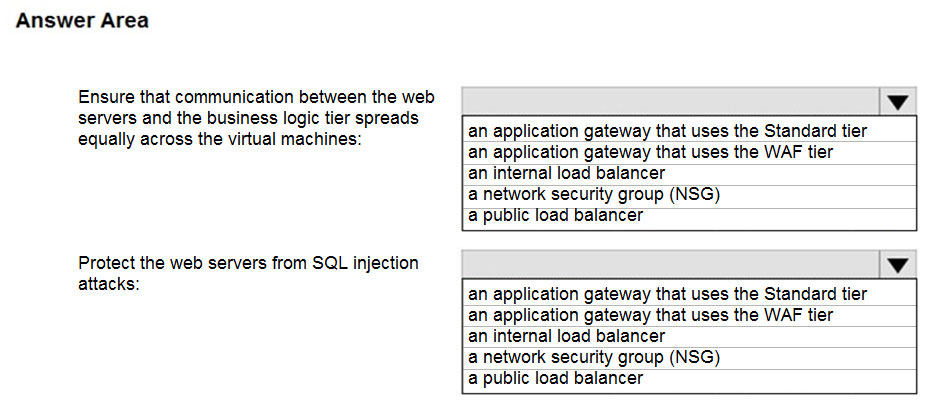 Answer Area
Ensure that communication between the web
servers and the business logic tier spreads
equally across the virtual machines:
an application gateway that uses the Standard tier
an application gateway that uses the WAF tier
an internal load balancer
a network security group (NSG)
a public load balancer
Protect the web servers from SQL injection
attacks:
an application gateway that uses the Standard tier
an application gateway that uses the WAF tier
an internal load balancer
a network security group (NSG)
a public load balancer